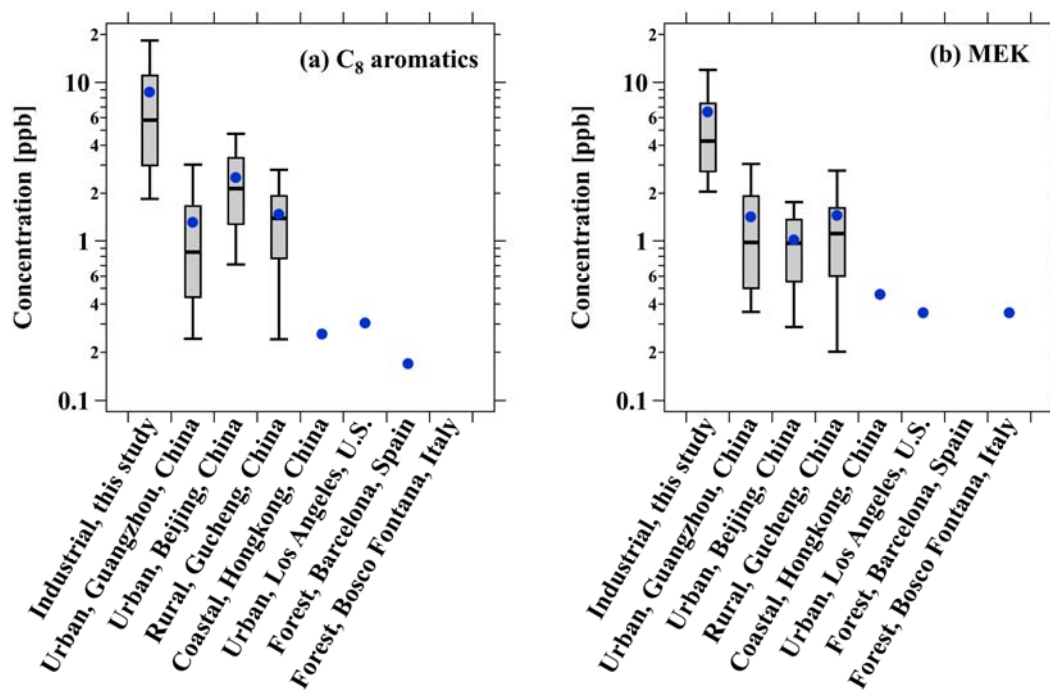 (a) C₈ aromatics
Concentration [ppb]
2
10
6
4
2
1
6
4
2
0.1
Industrial, this study
Urban, Guangzhou, China
Urban, Beijing, China
Rural, Gucheng, China
Coastal, Hongkong, China
Urban, Los Angeles, U.S.
Forest, Barcelona, Spain
Forest, Bosco Fontana, Italy
(b) MEK
Concentration [ppb]
2
10
6
4
2
1
6
4
2
0.1
Industrial, this study
Urban, Guangzhou, China
Urban, Beijing, China
Rural, Gucheng, China
Coastal, Hongkong, China
Urban, Los Angeles, U.S.
Forest, Barcelona, Spain
Forest, Bosco Fontana, Italy